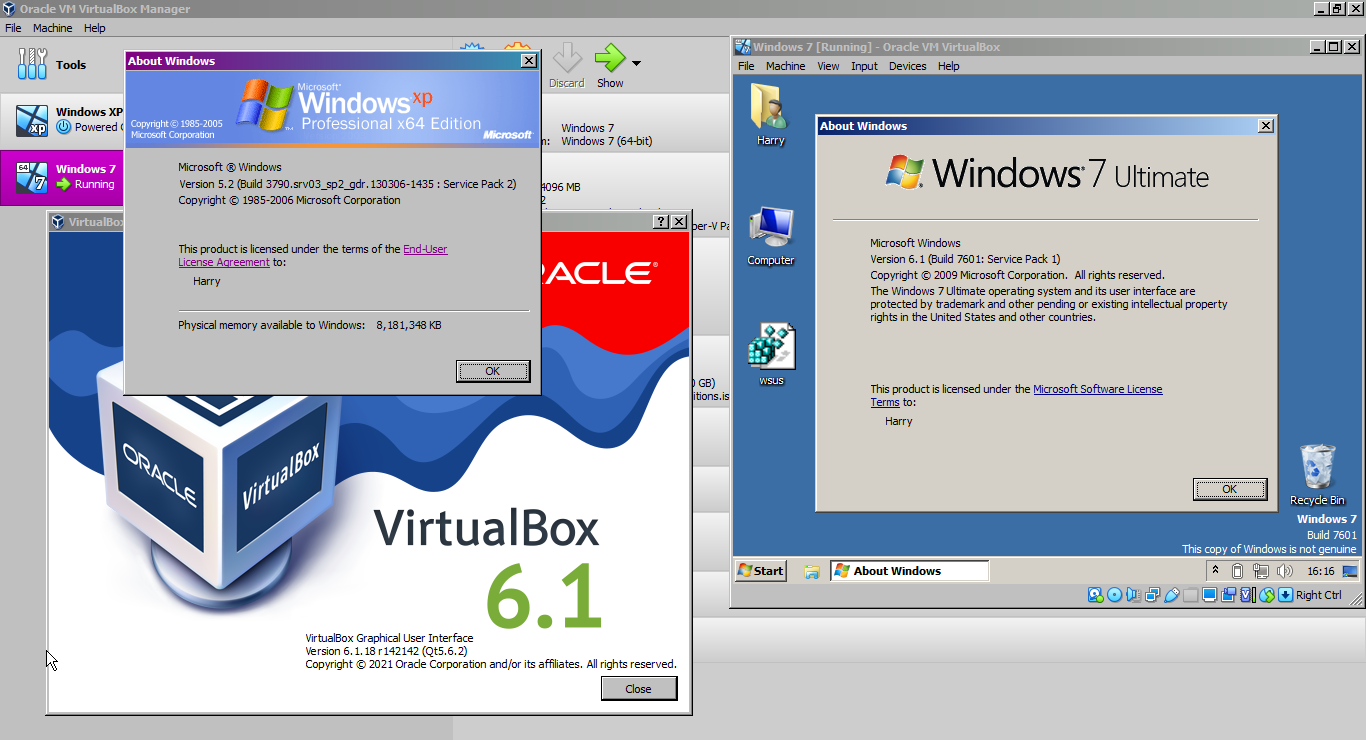 Oracle VM VirtualBox Manager
File Machine Help
Tools
Discard
Show
Windows XP
Powered
Windows 7
Running
Windows 7
Windows 7 (64-bit)
4096 MB
About Windows
Microsoft®
Windows xp
Professional x64 Edition
Copyright © 1985-2005
Microsoft Corporation
Microsoft
Microsoft ® Windows
Version 5.2 (Build 3790.srv03_sp2_gdr.130306-1435 : Service Pack 2)
Copyright © 1985-2006 Microsoft Corporation
This product is licensed under the terms of the End-User
License Agreement to:
Harry
Physical memory available to Windows: 8,181,348 KB
OK
VirtualBox
ORACLE
VirtualBox
VirtualBox
6.1
VirtualBox Graphical User Interface
Version 6.1.18 r142142 (Qt5.6.2)
Copyright © 2021 Oracle Corporation and/or its affiliates. All rights reserved.
Close
Windows 7 [Running] - Oracle VM VirtualBox
File Machine View Input Devices Help
Harry
Computer
wsus
About Windows
Windows 7 Ultimate
Microsoft Windows
Version 6.1 (Build 7601: Service Pack 1)
Copyright © 2009 Microsoft Corporation. All rights reserved.
The Windows 7 Ultimate operating system and its user interface are
protected by trademark and other pending or existing intellectual property
rights in the United States and other countries.
This product is licensed under the Microsoft Software License
Terms to:
Harry
OK
Recycle Bin
Windows 7
Build 7601
This copy of Windows is not genuine
Start
About Windows
16:16
Right Ctrl